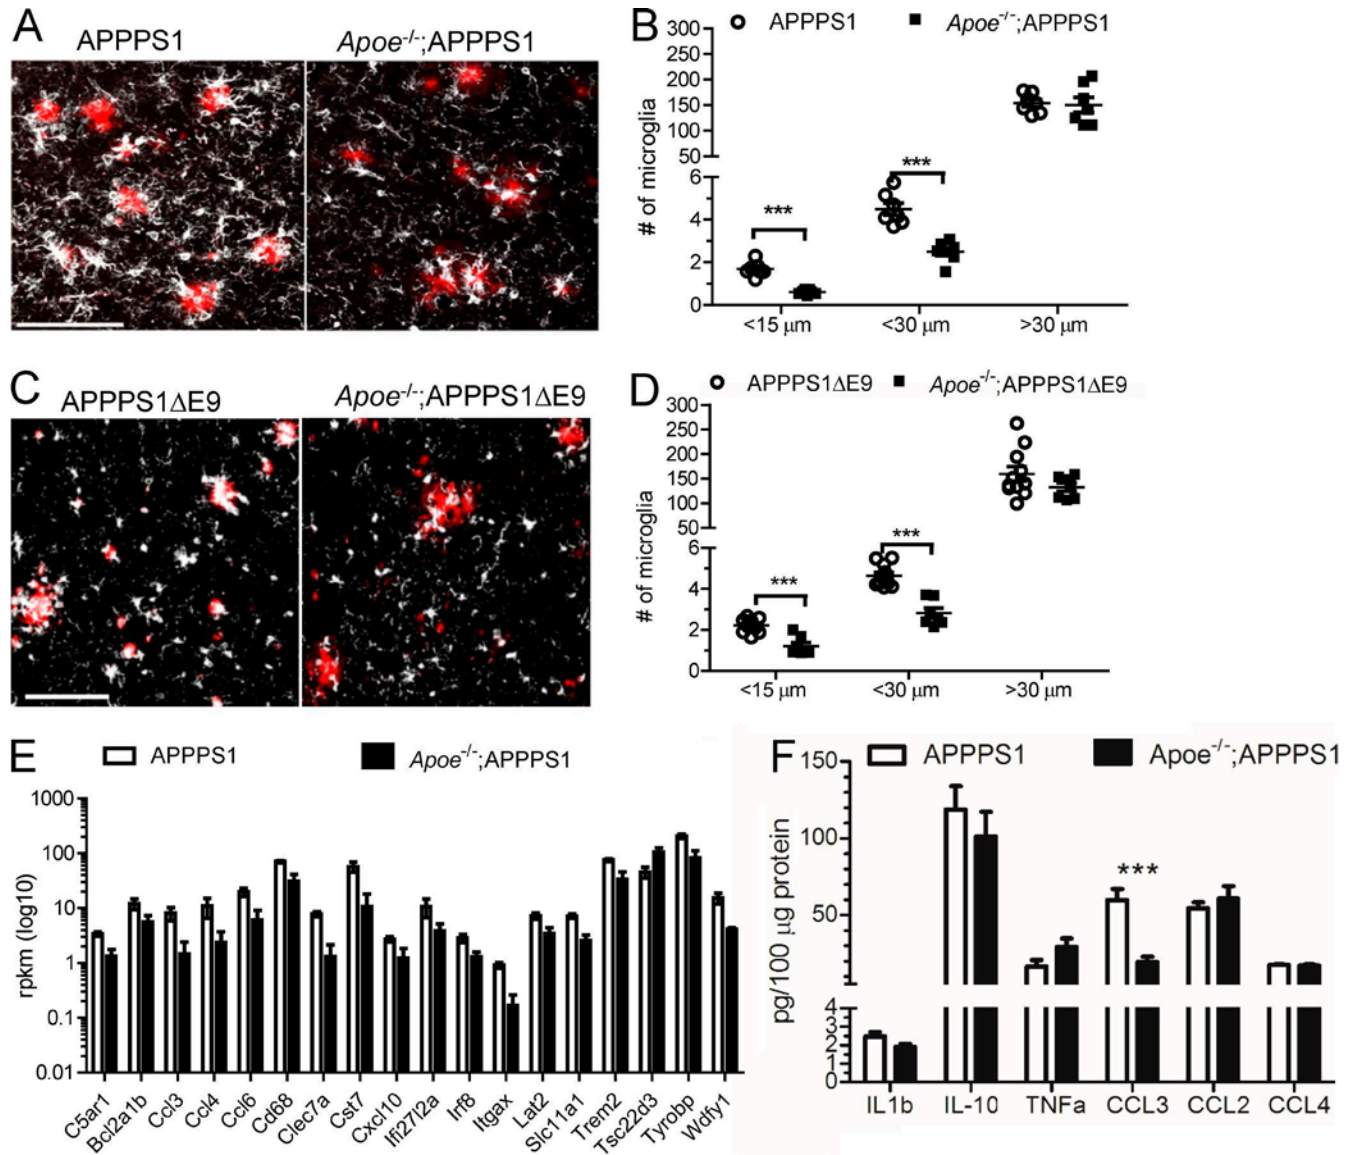 A
APPPS1
Apoe-/-;APPPS1
B
APPPS1
Apoe-/-;APPPS1
# of microglia
300
250
200
150
100
50
6
4
2
0
***
***
<15 μm
<30 μm
>30 μm
C
APPPS1ΔE9
Apoe-/-;APPPS1ΔE9
D
APPPS1ΔE9
Apoe-/-;APPPS1ΔE9
# of microglia
300
250
200
150
100
50
6
4
2
0
***
***
<15 μm
<30 μm
>30 μm
E
APPPS1
Apoe-/-;APPPS1
rpkm (log10)
1000
100
10
1
0.1
0.01
C5ar1
Bcl2a1b
Ccl3
Ccl4
Ccl6
Cd68
Clec7a
Cst7
Cxcl10
Ifi27l2a
Irf8
Itgax
Lat2
Slc11a1
Trem2
Tsc22d3
Tyrobp
Wdfy1
F
APPPS1
Apoe-/-;APPPS1
pg/100 μg protein
150
100
50
4
3
2
1
0
***
IL1b
IL-10
TNFa
CCL3
CCL2
CCL4